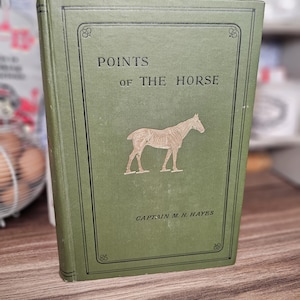 POINTS
OF THE HORSE
CAPTAIN M. H. HAYES